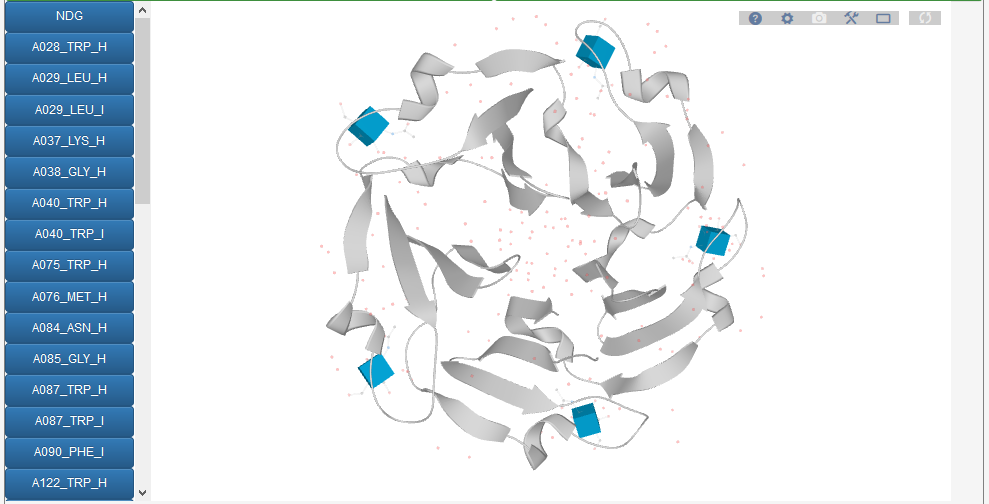 NDG
A028_TRP_H
A029_LEU_H
A029_LEU_I
A037_LYS_H
A038_GLY_H
A040_TRP_H
A040_TRP_I
A075_TRP_H
A076_MET_H
A084_ASN_H
A085_GLY_H
A087_TRP_H
A087_TRP_I
A090_PHE_I
A122_TRP_H